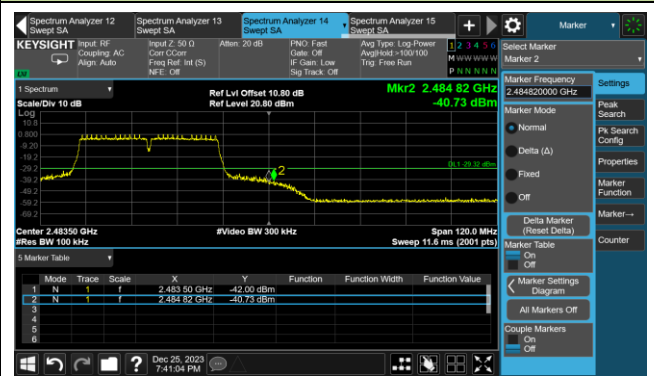 Spectrum Analyzer 12
Swept SA
Spectrum Analyzer 13
Swept SA
Spectrum Analyzer 14
Swept SA
Spectrum Analyzer 15
Swept SA
Marker
KEYSIGHT
Input: RF
Coupling: AC
Align: Auto
Input Z: 50 Ω
Corr CCorr
Freq Ref: Int (S)
NFE: Off
Atten: 20 dB
PNO: Fast
Gate: Off
IF Gain: Low
Sig Track: Off
Avg Type: Log-Power
Avg|Hold:>100/100
Trig: Free Run
1 2 3 4 5 6
M W W W W W
P N N N N N
Select Marker
Marker 2
LXI
1 Spectrum
Scale/Div 10 dB
Ref Lvl Offset 10.80 dB
Ref Level 20.80 dBm
Mkr2 2.484 82 GHz
-40.73 dBm
Log
10.8
0.800
-9.20
-19.2
-29.2
-39.2
-49.2
-59.2
-69.2
DL1 -29.32 dBm
2
Center 2.48350 GHz
#Res BW 100 kHz
#Video BW 300 kHz
Span 120.0 MHz
Sweep 11.6 ms (2001 pts)
5 Marker Table
Mode Trace Scale X Y Function Function Width Function Value
1 N 1 f 2.483 50 GHz -42.00 dBm
2 N 1 f 2.484 82 GHz -40.73 dBm
3
4
5
6
Marker Frequency
2.484820000 GHz
Marker Mode
Normal
Delta (Δ)
Fixed
Off
Delta Marker
(Reset Delta)
Marker Table
On
Off
Marker Settings
Diagram
All Markers Off
Couple Markers
On
Off
Settings
Peak
Search
Pk Search
Config
Properties
Marker
Function
Marker→
Counter
?
Dec 25, 2023
7:41:04 PM